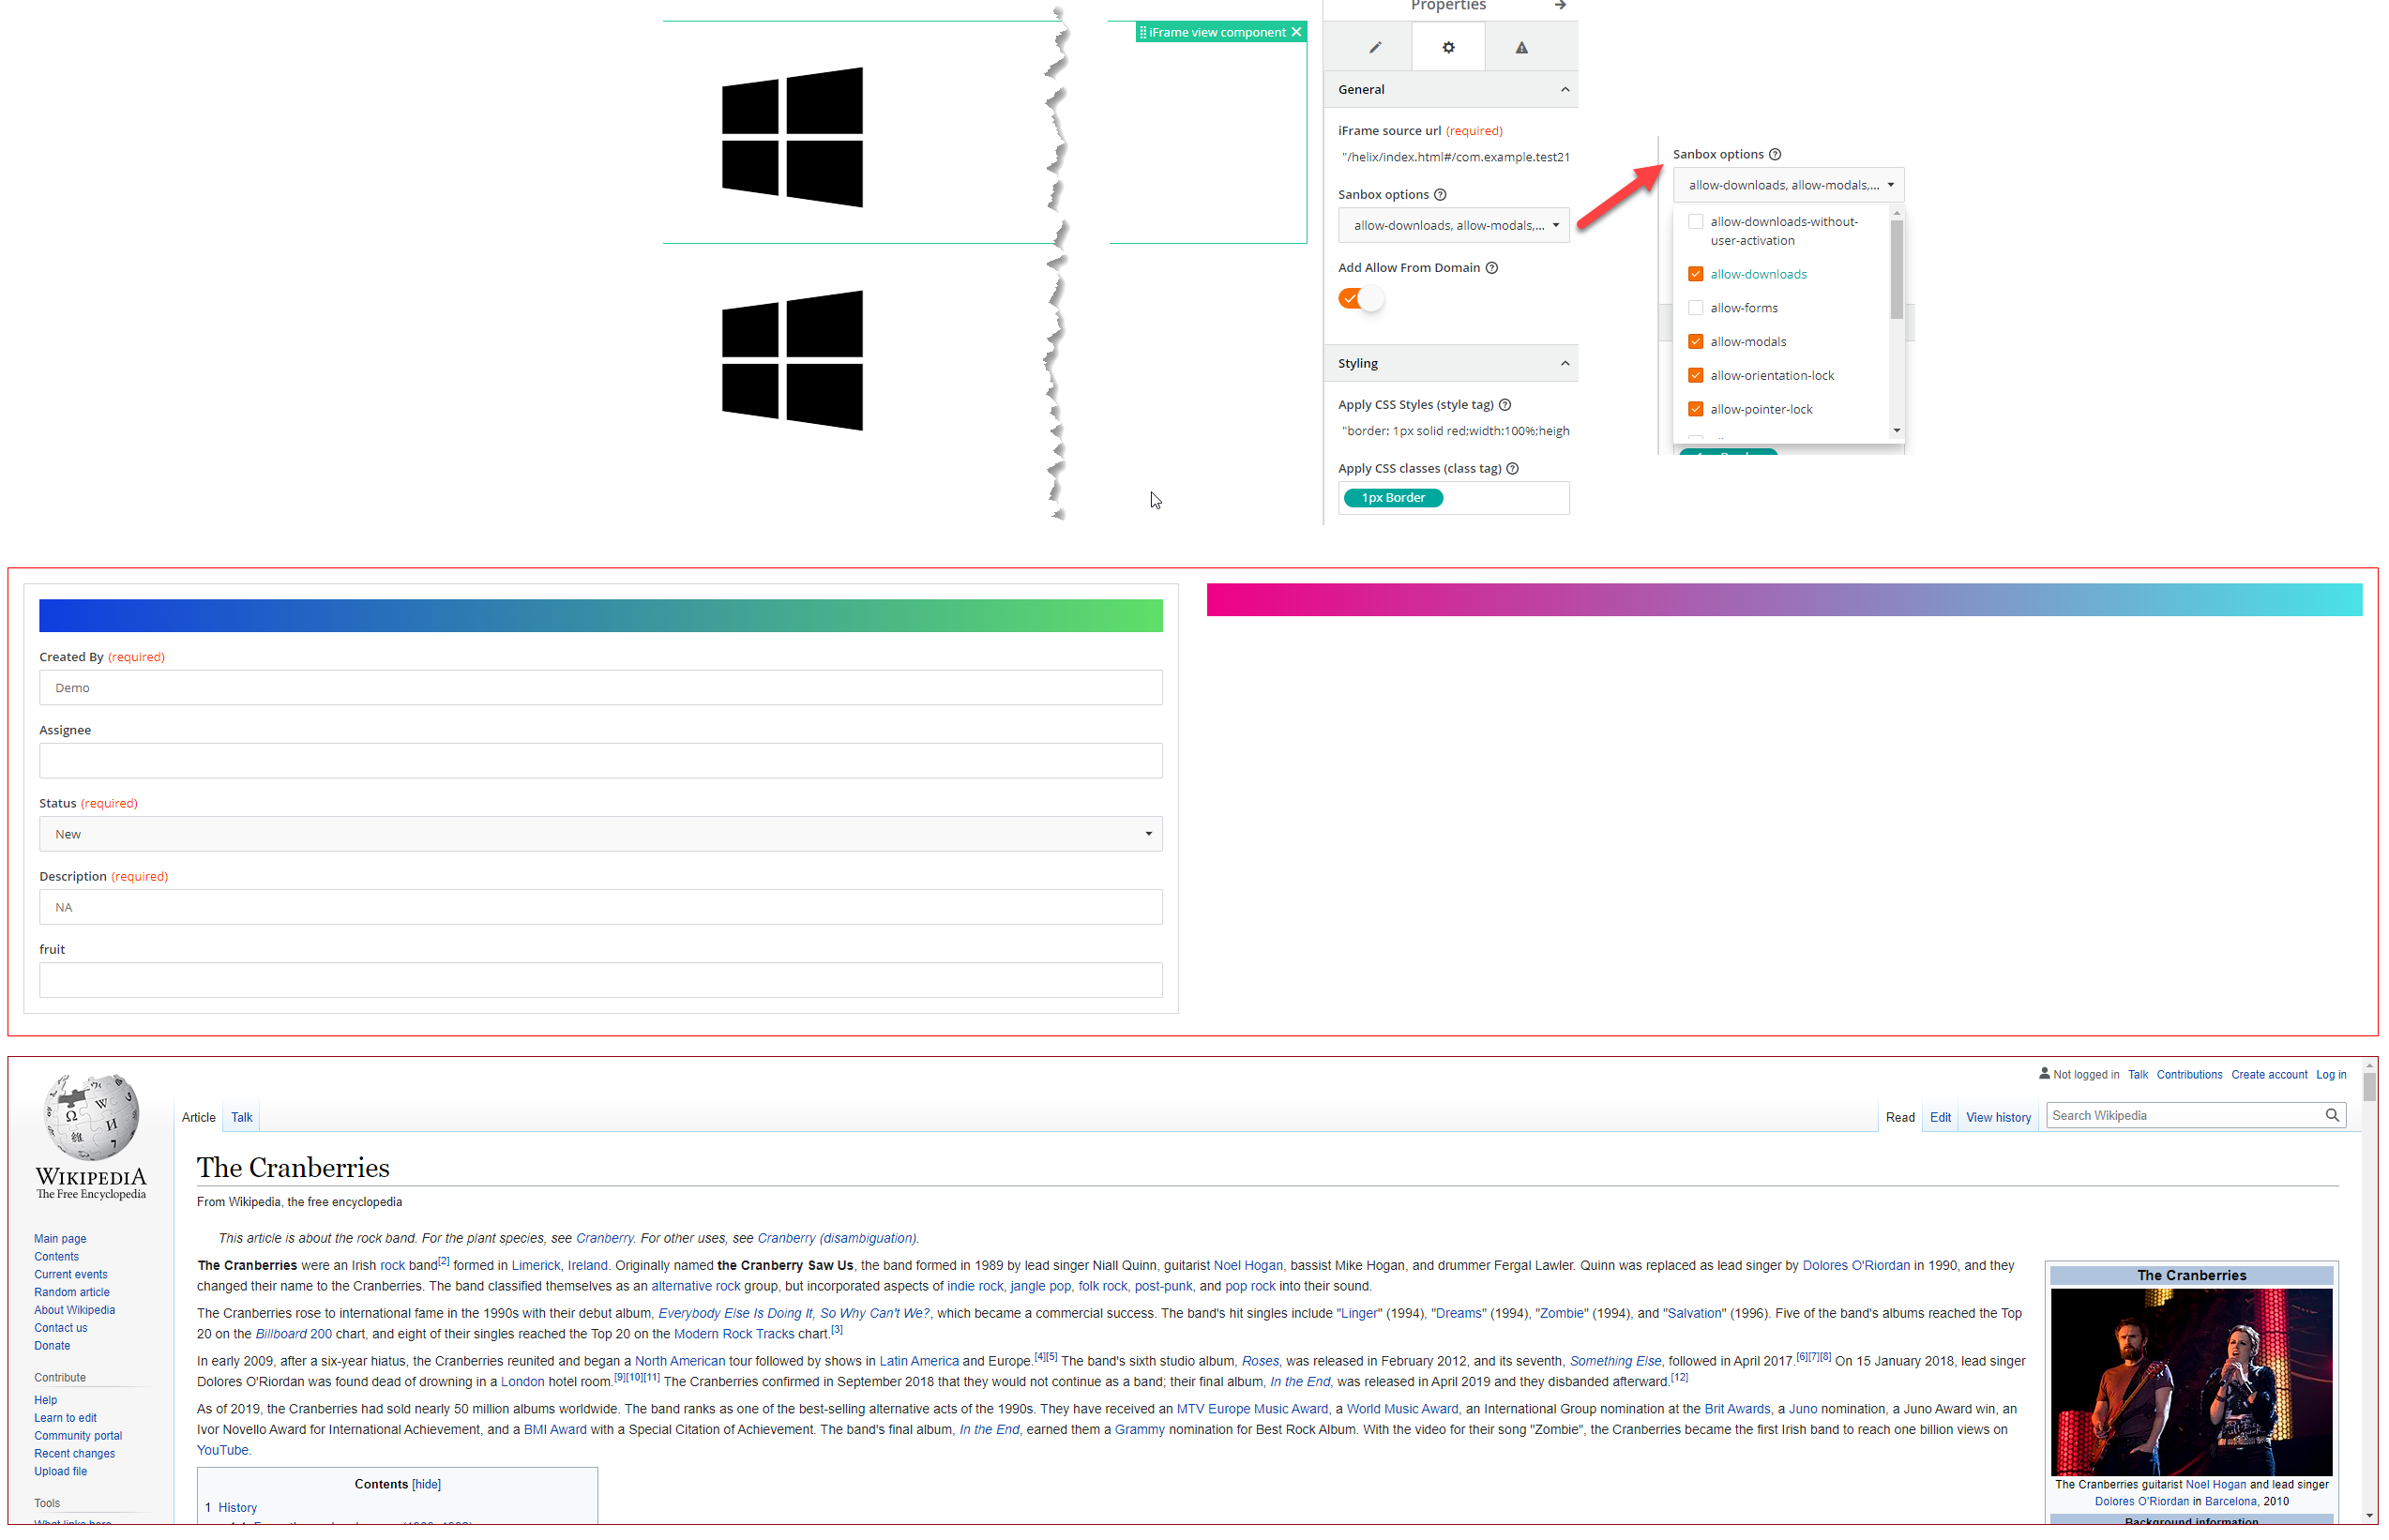 Properties
iFrame view component
General
iFrame source url (required)
"/helix/index.html#/com.example.test21
Sanbox options
allow-downloads, allow-modals,...
Add Allow From Domain
Styling
Apply CSS Styles (style tag)
"border: 1px solid red;width:100%;heigh
Apply CSS classes (class tag)
1px Border
Sanbox options
allow-downloads, allow-modals,...
allow-downloads-without-
user-activation
allow-downloads
allow-forms
allow-modals
allow-orientation-lock
allow-pointer-lock
Created By (required)
Demo
Assignee
Status (required)
New
Description (required)
NA
fruit
WIKIPEDIA
The Free Encyclopedia
Main page
Contents
Current events
Random article
About Wikipedia
Contact us
Donate
Contribute
Help
Learn to edit
Community portal
Recent changes
Upload file
Tools
What links here
Not logged in Talk Contributions Create account Log in
Article Talk
Read Edit View history Search Wikipedia
The Cranberries
From Wikipedia, the free encyclopedia
This article is about the rock band. For the plant species, see Cranberry. For other uses, see Cranberry (disambiguation).
The Cranberries were an Irish rock band[2] formed in Limerick, Ireland. Originally named the Cranberry Saw Us, the band formed in 1989 by lead singer Niall Quinn, guitarist Noel Hogan, bassist Mike Hogan, and drummer Fergal Lawler. Quinn was replaced as lead singer by Dolores O'Riordan in 1990, and they
changed their name to the Cranberries. The band classified themselves as an alternative rock group, but incorporated aspects of indie rock, jangle pop, folk rock, post-punk, and pop rock into their sound.
The Cranberries rose to international fame in the 1990s with their debut album, Everybody Else Is Doing It, So Why Can't We?, which became a commercial success. The band's hit singles include "Linger" (1994), "Dreams" (1994), "Zombie" (1994), and "Salvation" (1996). Five of the band's albums reached the Top
20 on the Billboard 200 chart, and eight of their singles reached the Top 20 on the Modern Rock Tracks chart.[3]
In early 2009, after a six-year hiatus, the Cranberries reunited and began a North American tour followed by shows in Latin America and Europe.[4][5] The band's sixth studio album, Roses, was released in February 2012, and its seventh, Something Else, followed in April 2017.[6][7][8] On 15 January 2018, lead singer
Dolores O'Riordan was found dead of drowning in a London hotel room.[9][10][11] The Cranberries confirmed in September 2018 that they would not continue as a band; their final album, In the End, was released in April 2019 and they disbanded afterward.[12]
As of 2019, the Cranberries had sold nearly 50 million albums worldwide. The band ranks as one of the best-selling alternative acts of the 1990s. They have received an MTV Europe Music Award, a World Music Award, an International Group nomination at the Brit Awards, a Juno nomination, a Juno Award win, an
Ivor Novello Award for International Achievement, and a BMI Award with a Special Citation of Achievement. The band's final album, In the End, earned them a Grammy nomination for Best Rock Album. With the video for their song "Zombie", the Cranberries became the first Irish band to reach one billion views on
YouTube.
Contents [hide]
1 History
The Cranberries
The Cranberries guitarist Noel Hogan and lead singer
Dolores O'Riordan in Barcelona, 2010
Background information